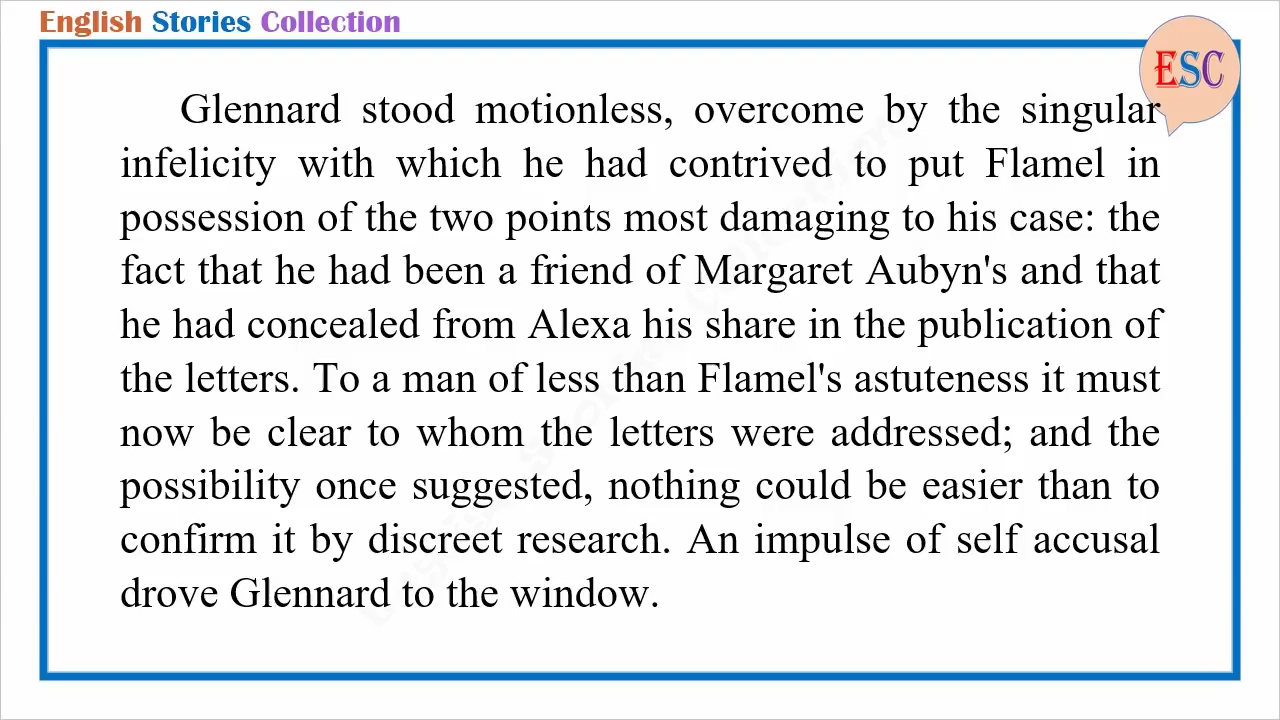 English Stories Collection
ESC
Glennard stood motionless, overcome by the singular
infelicity with which he had contrived to put Flamel in
possession of the two points most damaging to his case: the
fact that he had been a friend of Margaret Aubyn's and that
he had concealed from Alexa his share in the publication of
the letters. To a man of less than Flamel's astuteness it must
now be clear to whom the letters were addressed; and the
possibility once suggested, nothing could be easier than to
confirm it by discreet research. An impulse of self accusal
drove Glennard to the window.